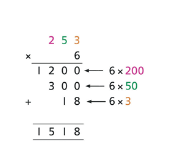 2 5 3
× 6
1 2 0 0 ← 6 × 200
3 0 0 ← 6 × 50
+ 1 8 ← 6 × 3
1 5 1 8